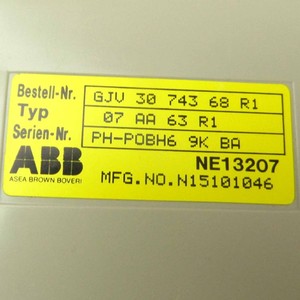 Bestell-Nr. GJV 30 743 68 R1
Typ 07 AA 63 R1
Serien-Nr. PH-POBH6 9K BA
ABB NE13207
ASEA BROWN BOVERI MFG.NO.N15101046